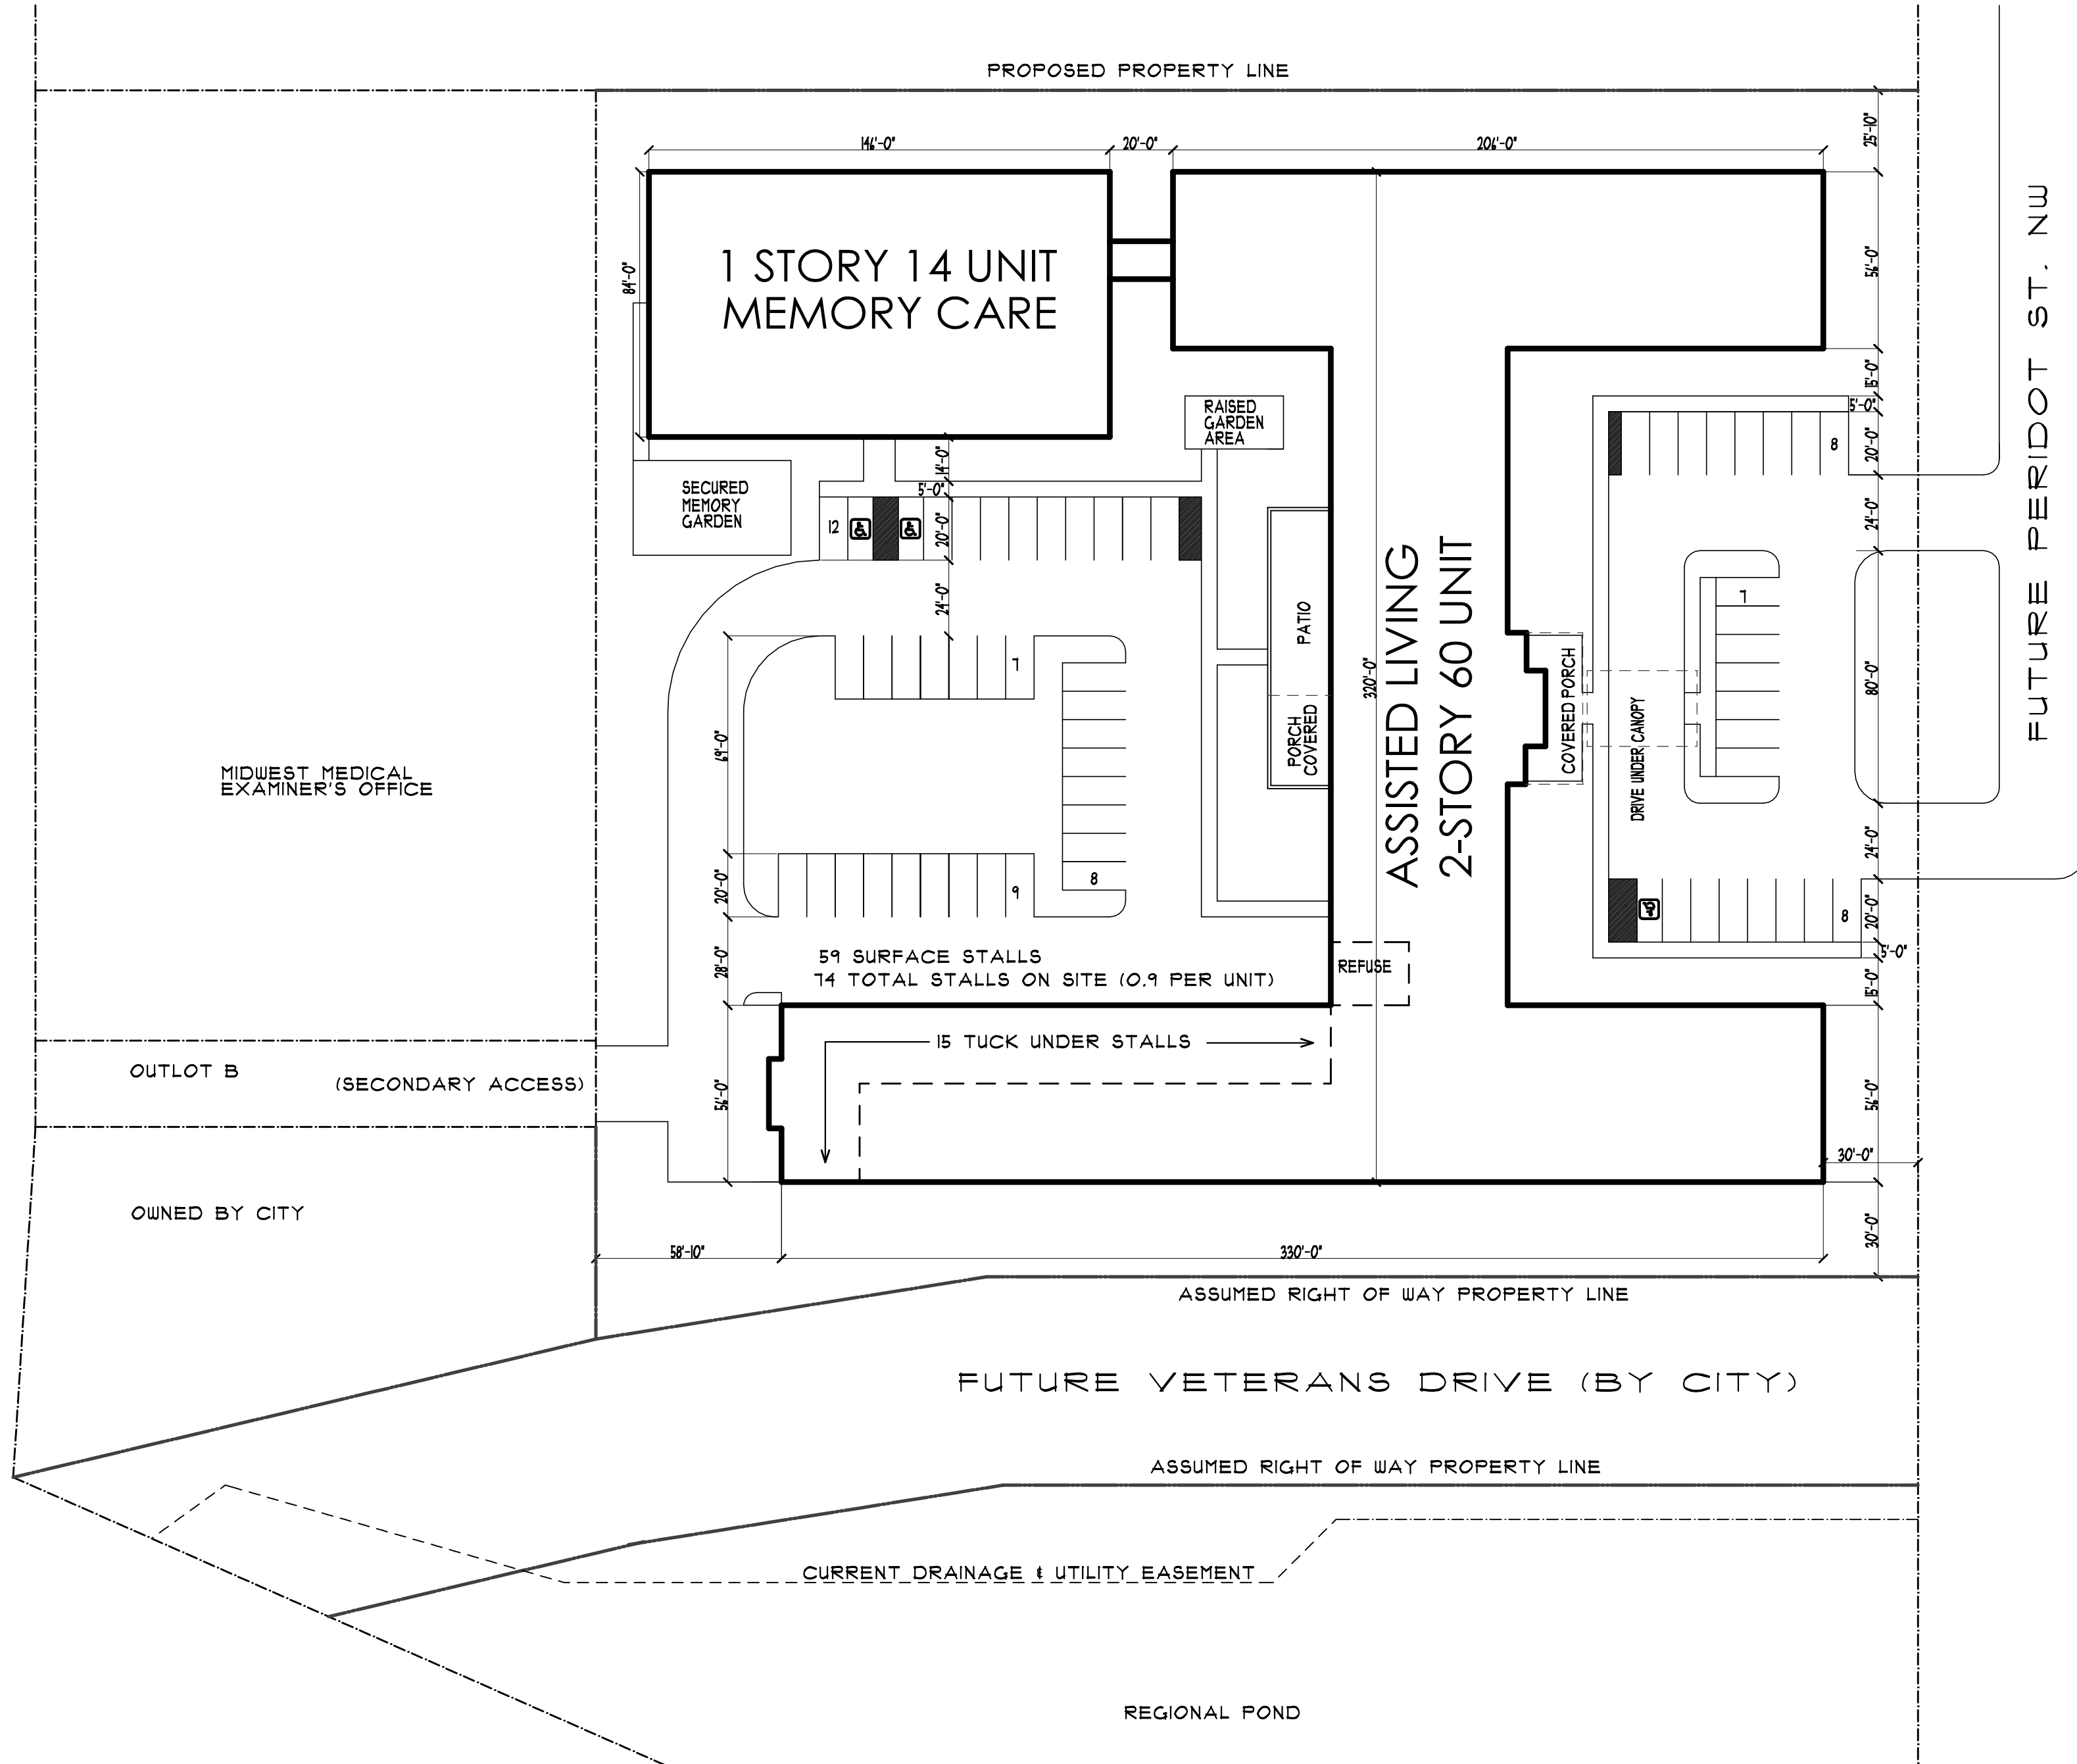 PROPOSED PROPERTY LINE
146'-0"
20'-0"
206'-0"
25'-10"
84'-0"
1 STORY 14 UNIT
MEMORY CARE
56'-0"
FUTURE PERIDOT ST. NW
15'-0"
5'-0"
20'-0"
8
RAISED
GARDEN
AREA
14'-0"
5'-0"
SECURED
MEMORY
GARDEN
12
20'-0"
24'-0"
24'-0"
7
PATIO
7
69'-0"
320'-0"
ASSISTED LIVING
2-STORY 60 UNIT
COVERED PORCH
DRIVE UNDER CANOPY
80'-0"
PORCH
COVERED
MIDWEST MEDICAL
EXAMINER'S OFFICE
24'-0"
20'-0"
9
8
8
20'-0"
5'-0"
28'-0"
59 SURFACE STALLS
74 TOTAL STALLS ON SITE (0.9 PER UNIT)
REFUSE
15'-0"
15 TUCK UNDER STALLS
OUTLOT B
(SECONDARY ACCESS)
56'-0"
56'-0"
30'-0"
OWNED BY CITY
58'-10"
330'-0"
30'-0"
ASSUMED RIGHT OF WAY PROPERTY LINE
FUTURE VETERANS DRIVE (BY CITY)
ASSUMED RIGHT OF WAY PROPERTY LINE
CURRENT DRAINAGE & UTILITY EASEMENT
REGIONAL POND